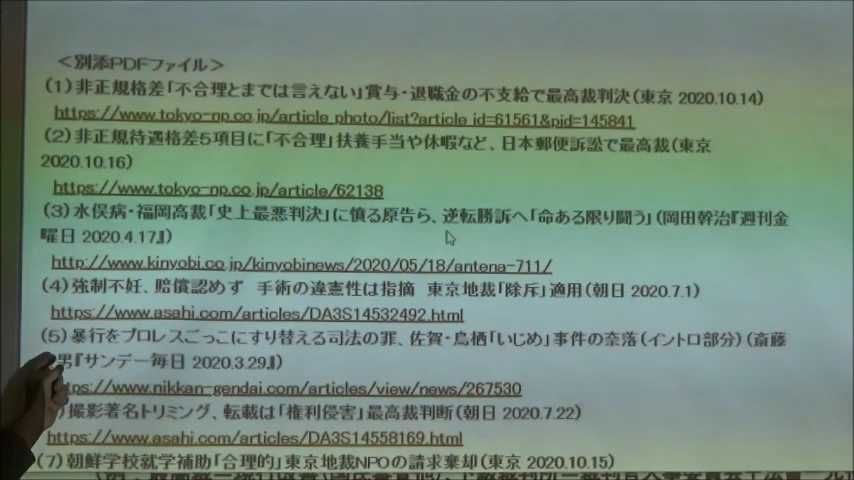 ＜別添PDFファイル＞
(1)非正規格差「不合理とまでは言えない」賞与・退職金の不支給で最高裁判決(東京 2020.10.14)
https://www.tokyo-np.co.jp/article_photo/list?article_id=61561&pid=145841
(2)非正規待遇格差５項目に「不合理」扶養手当や休暇など、日本郵便訴訟で最高裁(東京
2020.10.16)
https://www.tokyo-np.co.jp/article/62138
(3)水俣病・福岡高裁「史上最悪判決」に憤る原告ら、逆転勝訴へ「命ある限り闘う」(岡田幹治『週刊金
曜日 2020.4.17』)
http://www.kinyobi.co.jp/kinyobinews/2020/05/18/antena-711/
(4)強制不妊、賠償認めず 手術の違憲性は指摘 東京地裁「除斥」適用(朝日 2020.7.1)
https://www.asahi.com/articles/DA3S14532492.html
(5)暴行をプロレスごっこにすり替える司法の罪、佐賀・鳥栖「いじめ」事件の奈落(イントロ部分)(斎藤
男『サンデー毎日 2020.3.29』)
tps://www.nikkan-gendai.com/articles/view/news/267530
)撮影著名トリミング、転載は「権利侵害」最高裁判断(朝日 2020.7.22)
https://www.asahi.com/articles/DA3S14558169.html
(7)朝鮮学校就学補助「合理的」東京地裁NPOの請求棄却(東京 2020.10.15)